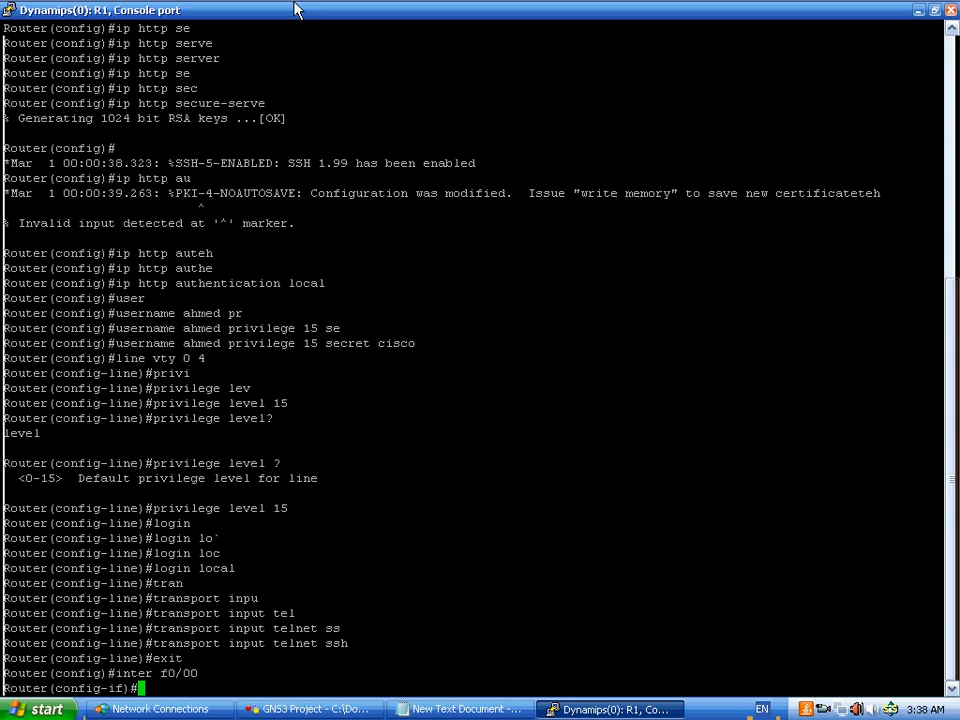 Dynamips(0): R1, Console port
Router(config)#ip http se
Router(config)#ip http serve
Router(config)#ip http server
Router(config)#ip http se
Router(config)#ip http sec
Router(config)#ip http secure-serve
% Generating 1024 bit RSA keys ...[OK]
Router(config)#
*Mar  1 00:00:38.323: %SSH-5-ENABLED: SSH 1.99 has been enabled
Router(config)#ip http au
*Mar  1 00:00:39.263: %PKI-4-NOAUTOSAVE: Configuration was modified.  Issue "write memory" to save new certificateteh
^
% Invalid input detected at '^' marker.
Router(config)#ip http auteh
Router(config)#ip http authe
Router(config)#ip http authentication local
Router(config)#user
Router(config)#username ahmed pr
Router(config)#username ahmed privilege 15 se
Router(config)#username ahmed privilege 15 secret cisco
Router(config)#line vty 0 4
Router(config-line)#privi
Router(config-line)#privilege lev
Router(config-line)#privilege level 15
Router(config-line)#privilege level?
level
Router(config-line)#privilege level ?
<0-15>  Default privilege level for line
Router(config-line)#privilege level 15
Router(config-line)#login
Router(config-line)#login lo`
Router(config-line)#login loc
Router(config-line)#login local
Router(config-line)#tran
Router(config-line)#transport inpu
Router(config-line)#transport input tel
Router(config-line)#transport input telnet ss
Router(config-line)#transport input telnet ssh
Router(config-line)#exit
Router(config)#inter f0/00
Router(config-if)#
start Network Connections GNS3 Project - C:\Do... New Text Document -... Dynamips(0): R1, Co... EN 3:38 AM